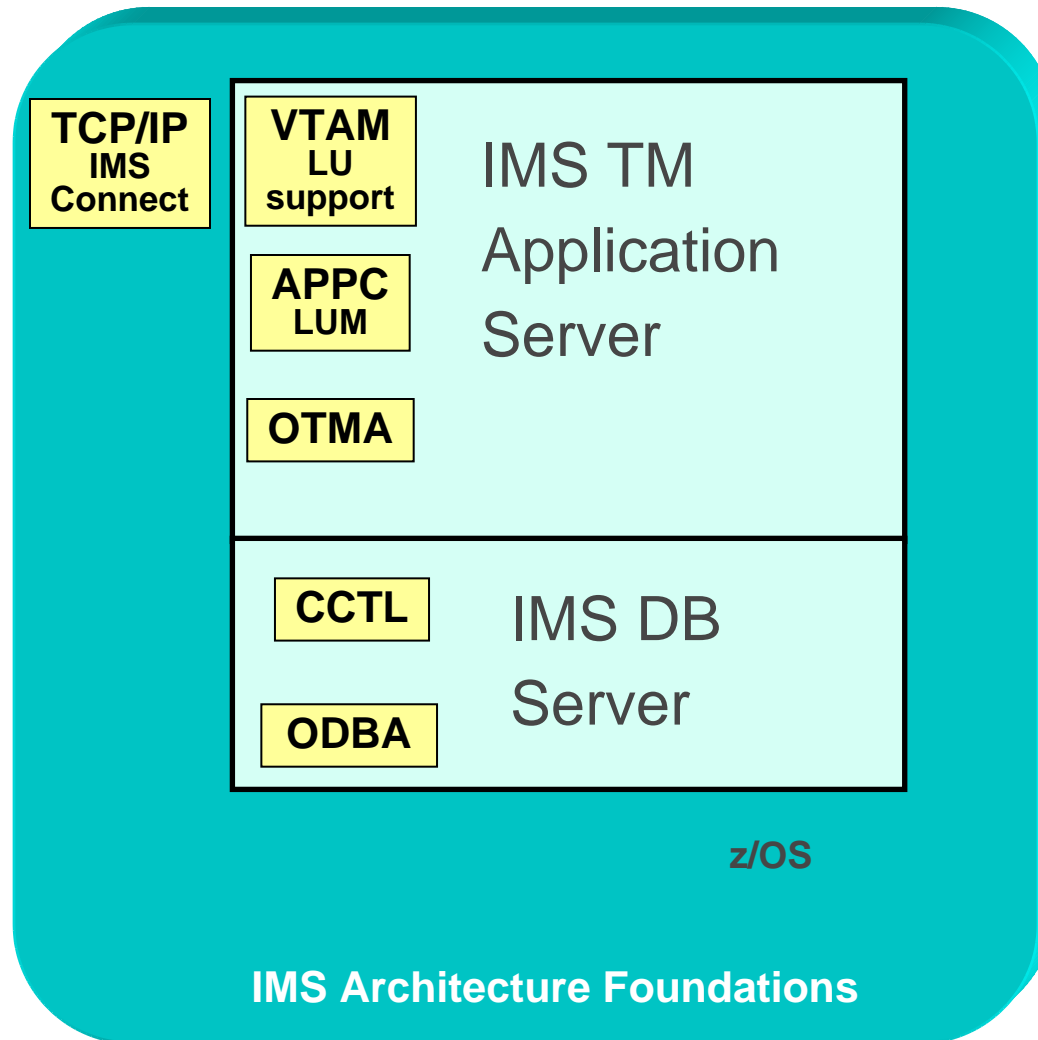 TCP/IP
IMS
Connect
VTAM
LU
support
APPC
LUM
OTMA
IMS TM
Application
Server
CCTL
ODBA
IMS DB
Server
z/OS
IMS Architecture Foundations